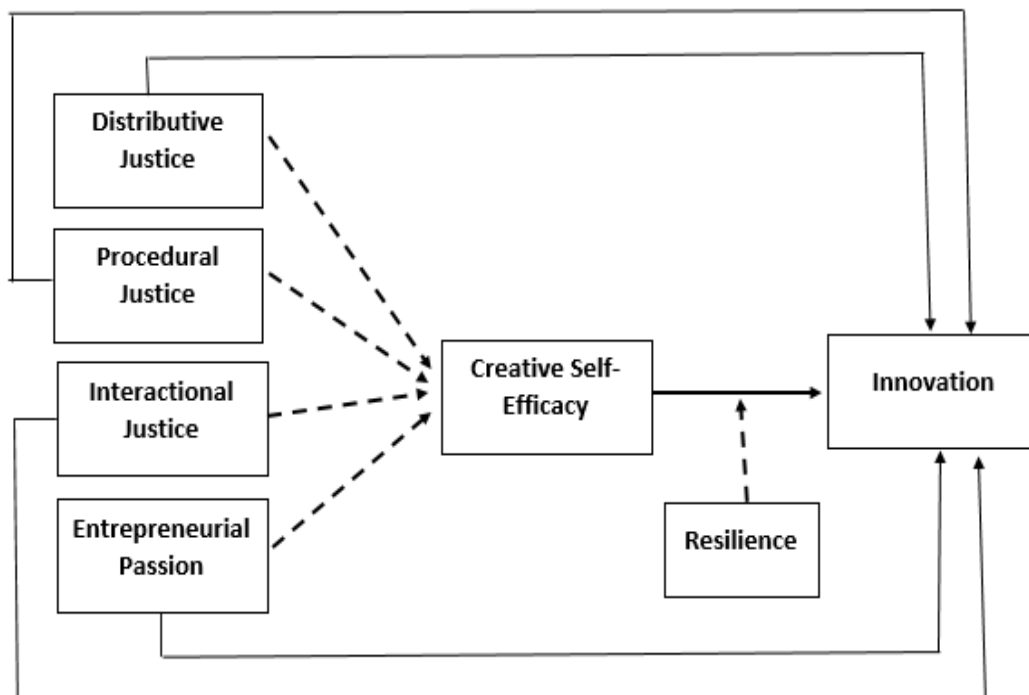 Distributive
Justice
Procedural
Justice
Interactional
Justice
Entrepreneurial
Passion
Creative Self-
Efficacy
Resilience
Innovation